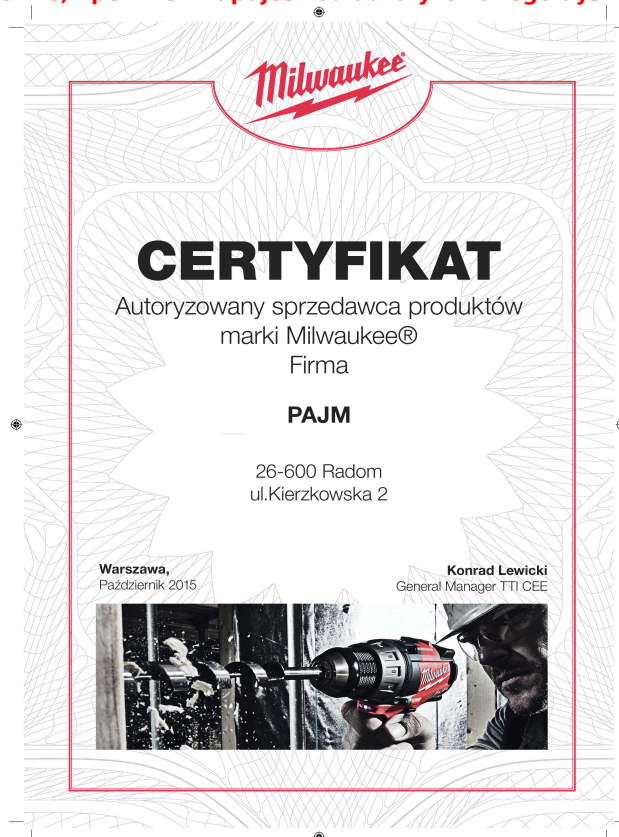 Milwaukee®
CERTYFIKAT
Autoryzowany sprzedawca produktów
marki Milwaukee®
Firma
PAJM
26-600 Radom
ul.Kierzkowska 2
Warszawa,
Październik 2015
Konrad Lewicki
General Manager TTI CEE
Milwaukee